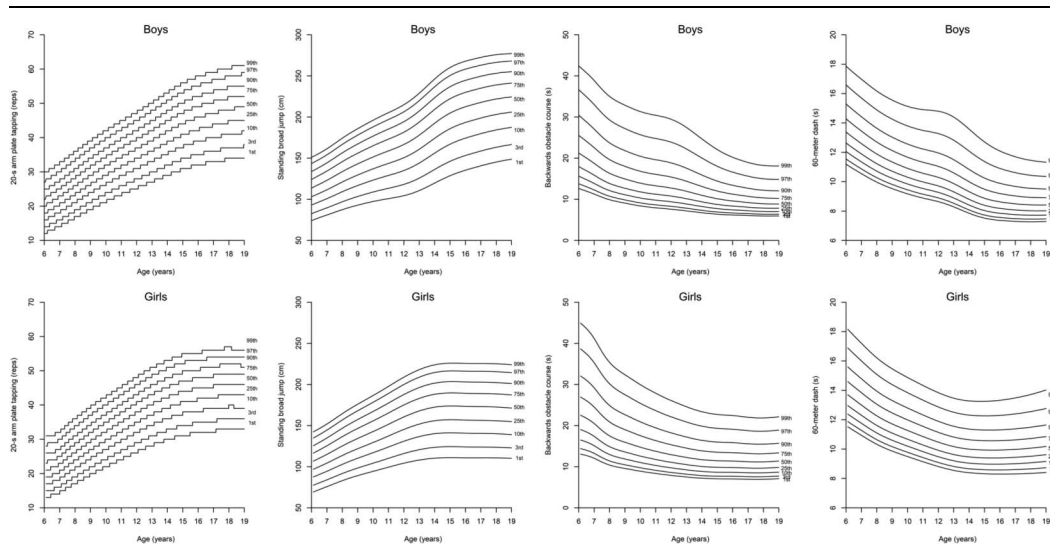 Boys
20-s arm plate tapping (reps)
70
60
50
40
30
20
10
99th
97th
90th
75th
50th
25th
10th
3rd
1st
6 7 8 9 10 11 12 13 14 15 16 17 18 19
Age (years)
Boys
Standing broad jump (cm)
300
250
200
150
100
50
99th
97th
90th
75th
50th
25th
10th
3rd
1st
6 7 8 9 10 11 12 13 14 15 16 17 18 19
Age (years)
Boys
Backwards obstacle course (s)
50
40
30
20
10
0
99th
97th
90th
75th
50th
25th
1st
6 7 8 9 10 11 12 13 14 15 16 17 18 19
Age (years)
Boys
60-meter dash (s)
20
18
16
14
12
10
8
6
6 7 8 9 10 11 12 13 14 15 16 17 18 19
Age (years)
Girls
20-s arm plate tapping (reps)
70
60
50
40
30
20
10
99th
97th
90th
75th
50th
25th
10th
3rd
1st
6 7 8 9 10 11 12 13 14 15 16 17 18 19
Age (years)
Girls
Standing broad jump (cm)
300
250
200
150
100
50
99th
97th
90th
75th
50th
25th
10th
3rd
1st
6 7 8 9 10 11 12 13 14 15 16 17 18 19
Age (years)
Girls
Backwards obstacle course (s)
50
40
30
20
10
0
99th
97th
90th
75th
50th
25th
10th
1st
6 7 8 9 10 11 12 13 14 15 16 17 18 19
Age (years)
Girls
60-meter dash (s)
20
18
16
14
12
10
8
6
6 7 8 9 10 11 12 13 14 15 16 17 18 19
Age (years)